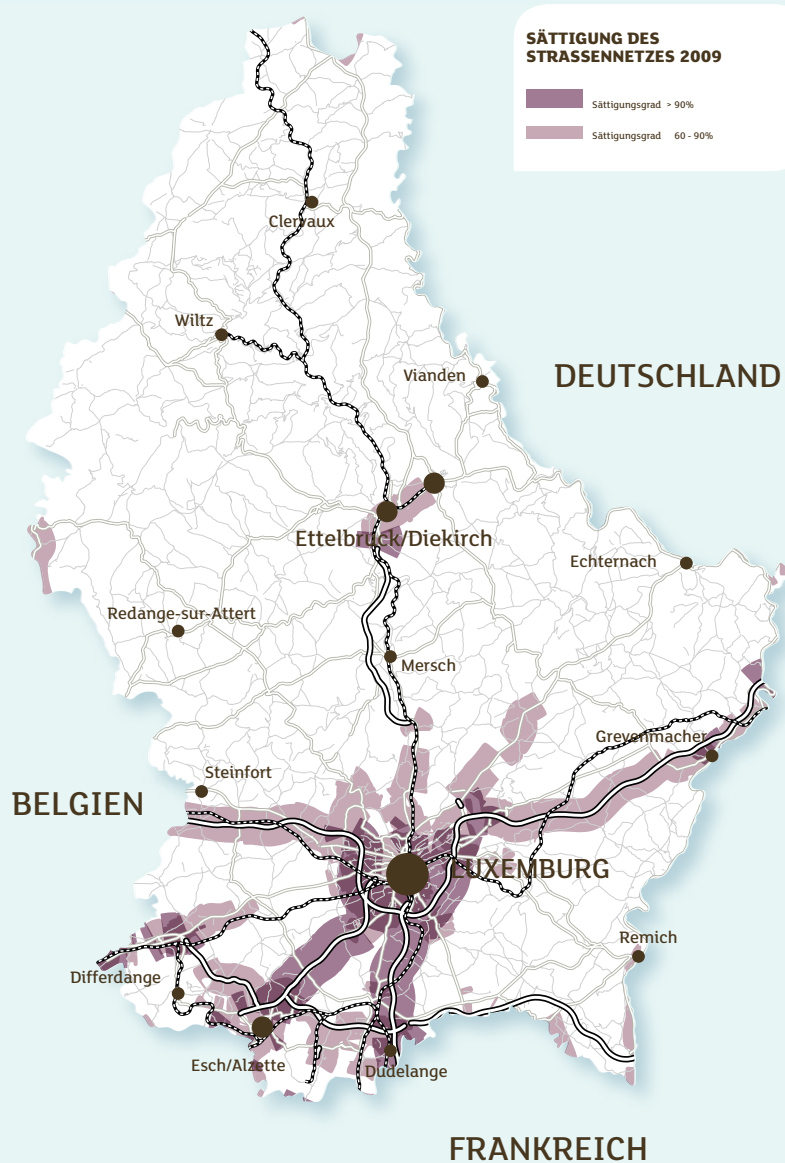 SÄTTIGUNG DES
STRASSENNETZES 2009
Sättigungsgrad > 90%
Sättigungsgrad 60 - 90%
Clervaux
Wiltz
Vianden
DEUTSCHLAND
Ettelbruck/Diekirch
Echternach
Redange-sur-Attert
Mersch
Grevenmacher
Steinfort
BELGIEN
LUXEMBURG
Remich
Differdange
Esch/Alzette
Dudelange
FRANKREICH